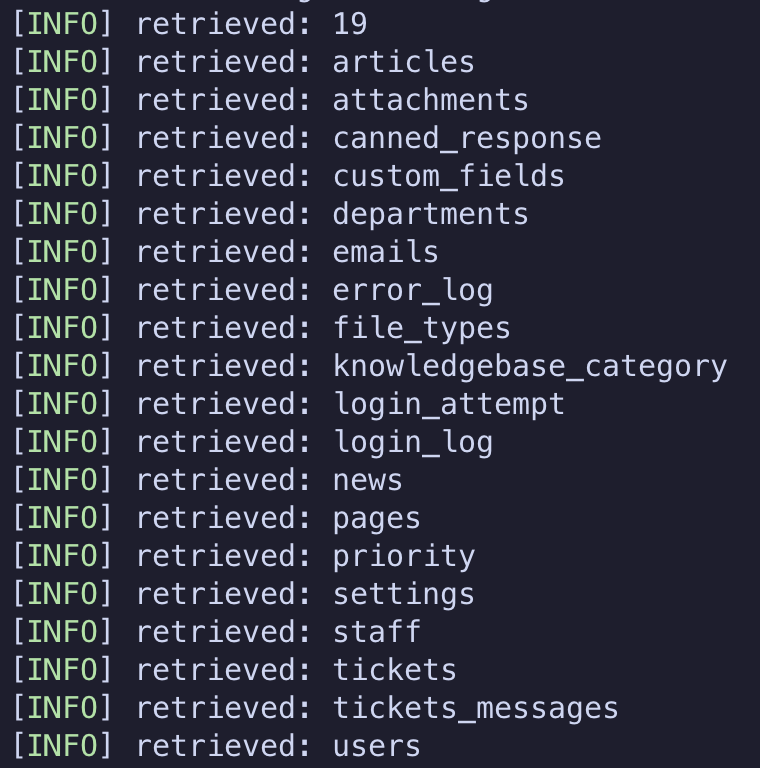 [INFO] retrieved: 19
[INFO] retrieved: articles
[INFO] retrieved: attachments
[INFO] retrieved: canned_response
[INFO] retrieved: custom_fields
[INFO] retrieved: departments
[INFO] retrieved: emails
[INFO] retrieved: error_log
[INFO] retrieved: file_types
[INFO] retrieved: knowledgebase_category
[INFO] retrieved: login_attempt
[INFO] retrieved: login_log
[INFO] retrieved: news
[INFO] retrieved: pages
[INFO] retrieved: priority
[INFO] retrieved: settings
[INFO] retrieved: staff
[INFO] retrieved: tickets
[INFO] retrieved: tickets_messages
[INFO] retrieved: users